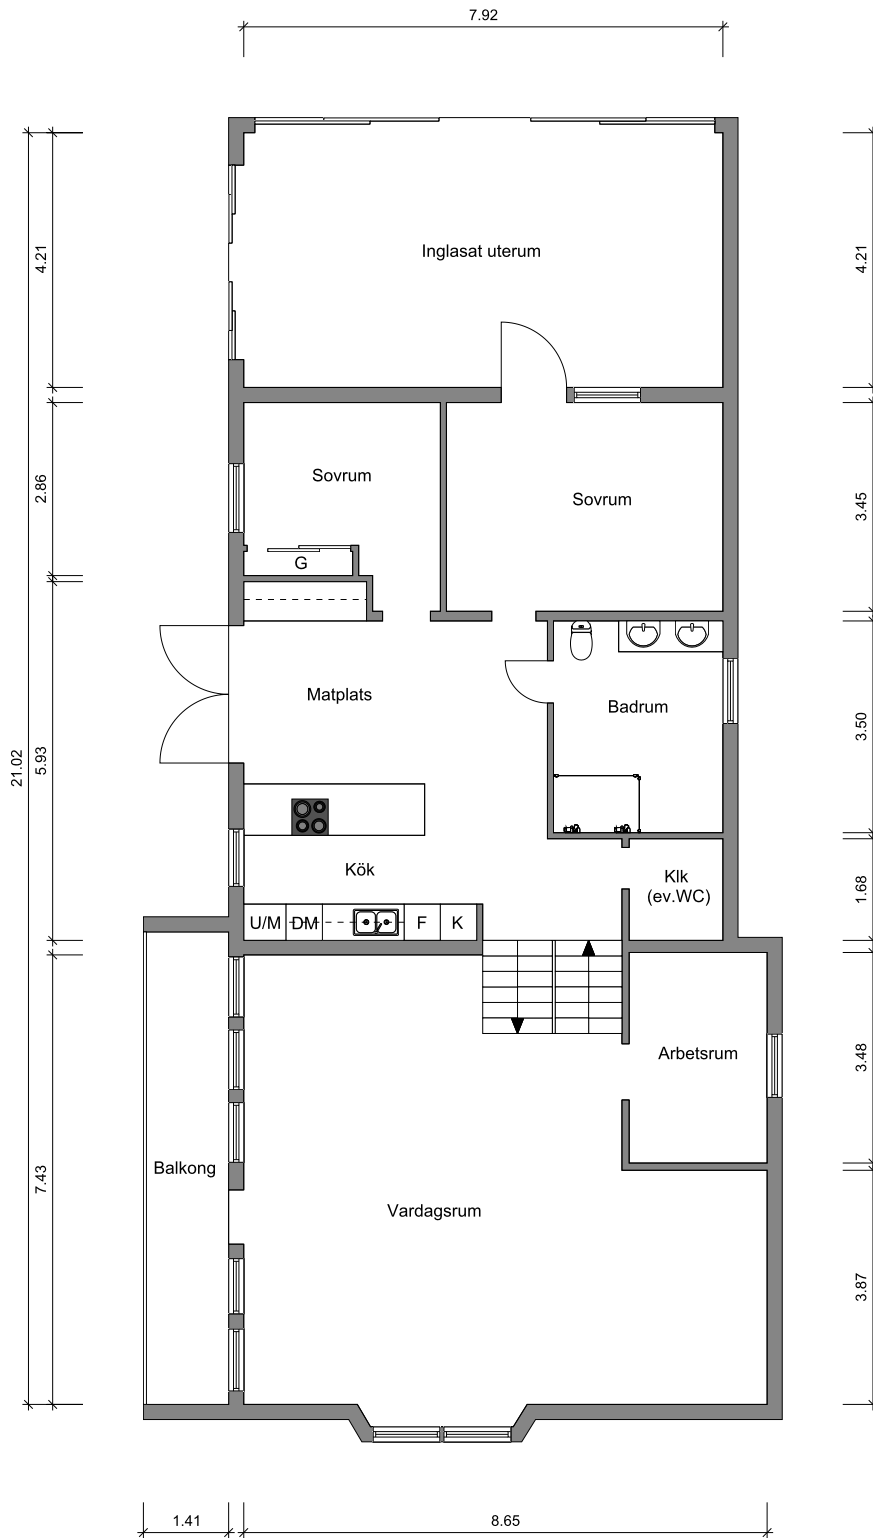 7.92
Inglasat uterum
4.21
4.21
Sovrum
2.86
Sovrum
3.45
G
Matplats
Badrum
3.50
21.02
5.93
Kök
Klk
(ev.WC)
1.68
U/M
DM
F
K
Arbetsrum
3.48
Balkong
7.43
Vardagsrum
3.87
1.41
8.65